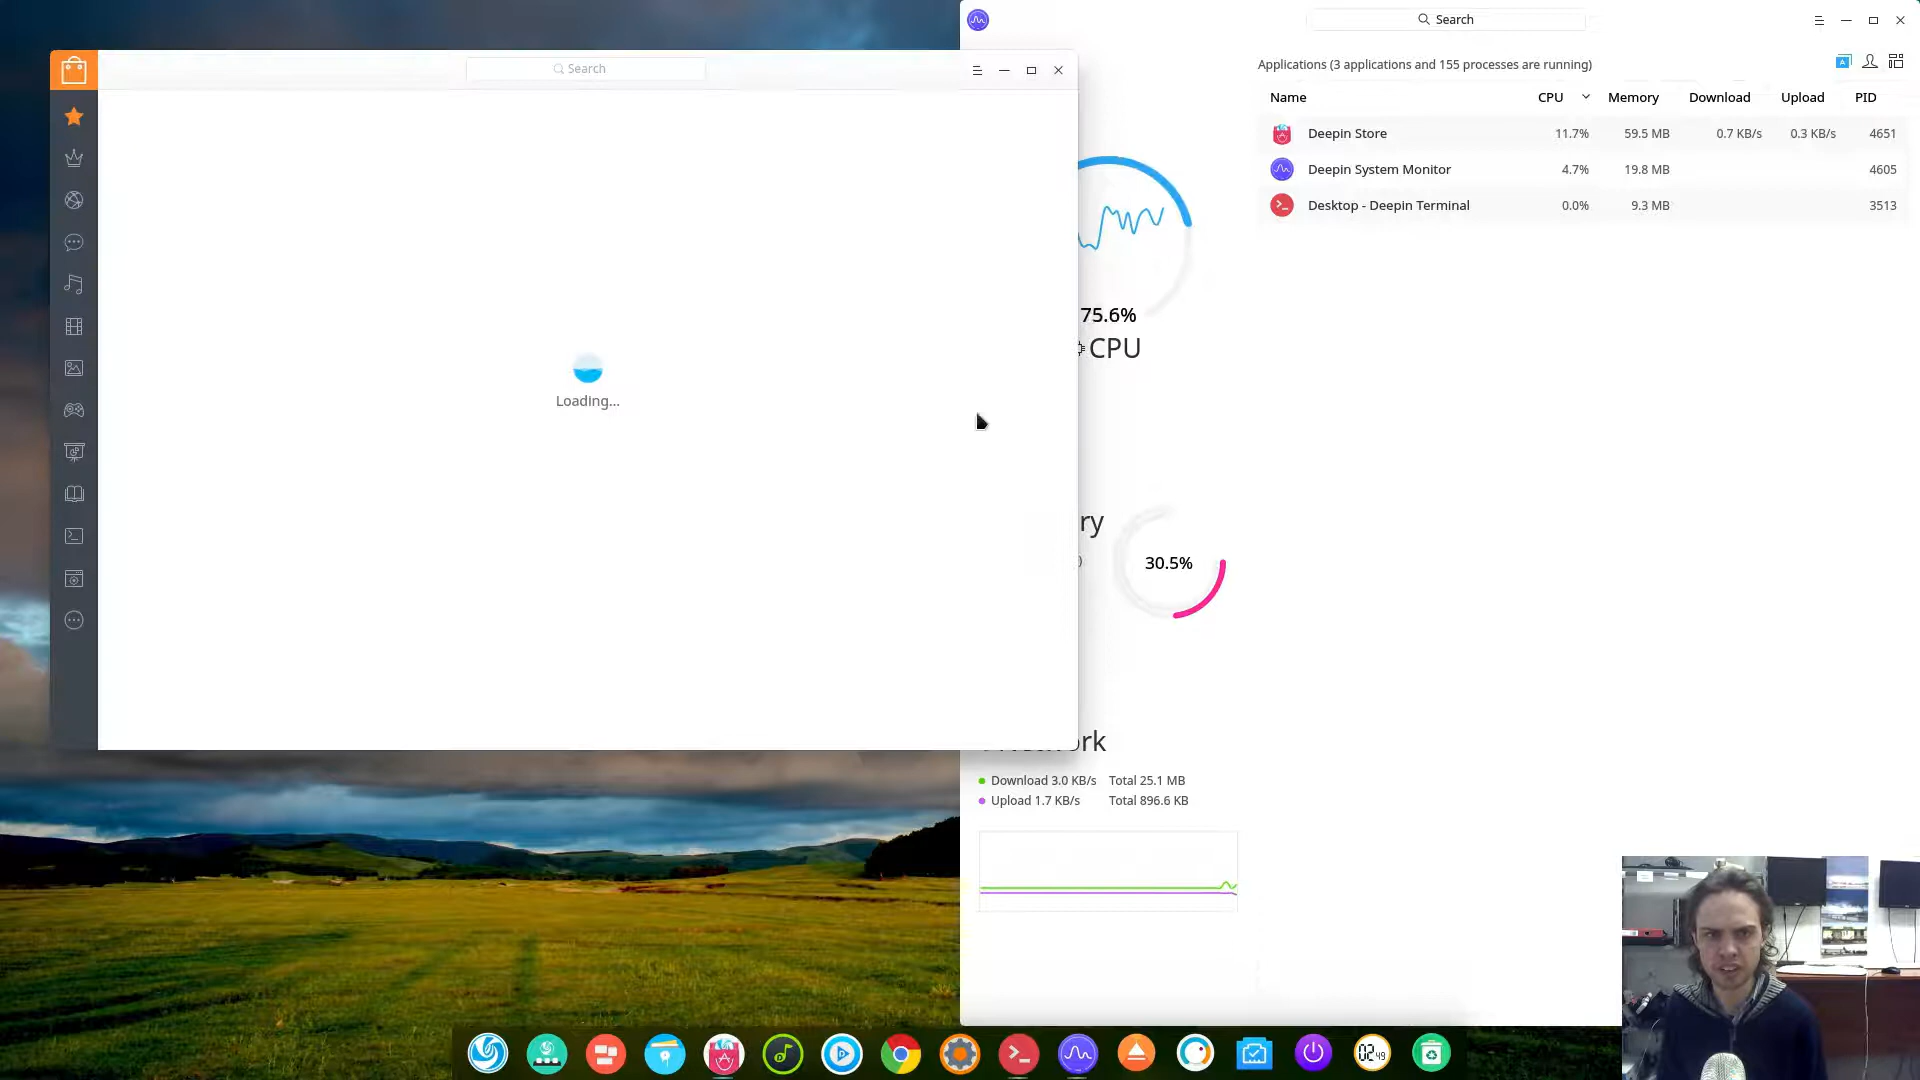 Search
Search
Applications (3 applications and 155 processes are running)
Name CPU Memory Download Upload PID
Deepin Store 11.7% 59.5 MB 0.7 KB/s 0.3 KB/s 4651
Deepin System Monitor 4.7% 19.8 MB 4605
Desktop - Deepin Terminal 0.0% 9.3 MB 3513
75.6%
CPU
Loading...
ry
30.5%
)
ork
Download 3.0 KB/s Total 25.1 MB
Upload 1.7 KB/s Total 896.6 KB
02 49